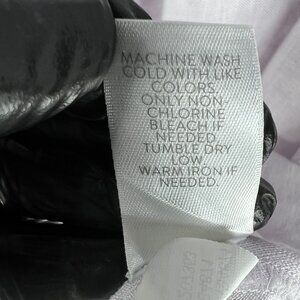 MACHINE WASH
COLD WITH LIKE
COLORS.
ONLY NON-
CHLORINE
BLEACH IF
NEEDED
TUMBLE DRY
LOW
WARM IRON IF
NEEDED.